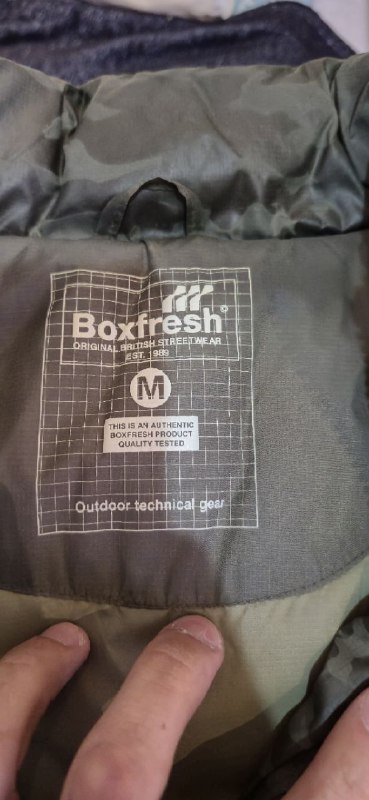 Boxfresh©
ORIGINAL BRITISH STREETWEAR
EST. 1989
M
THIS IS AN AUTHENTIC
BOXFRESH PRODUCT
QUALITY TESTED
Outdoor technical gear